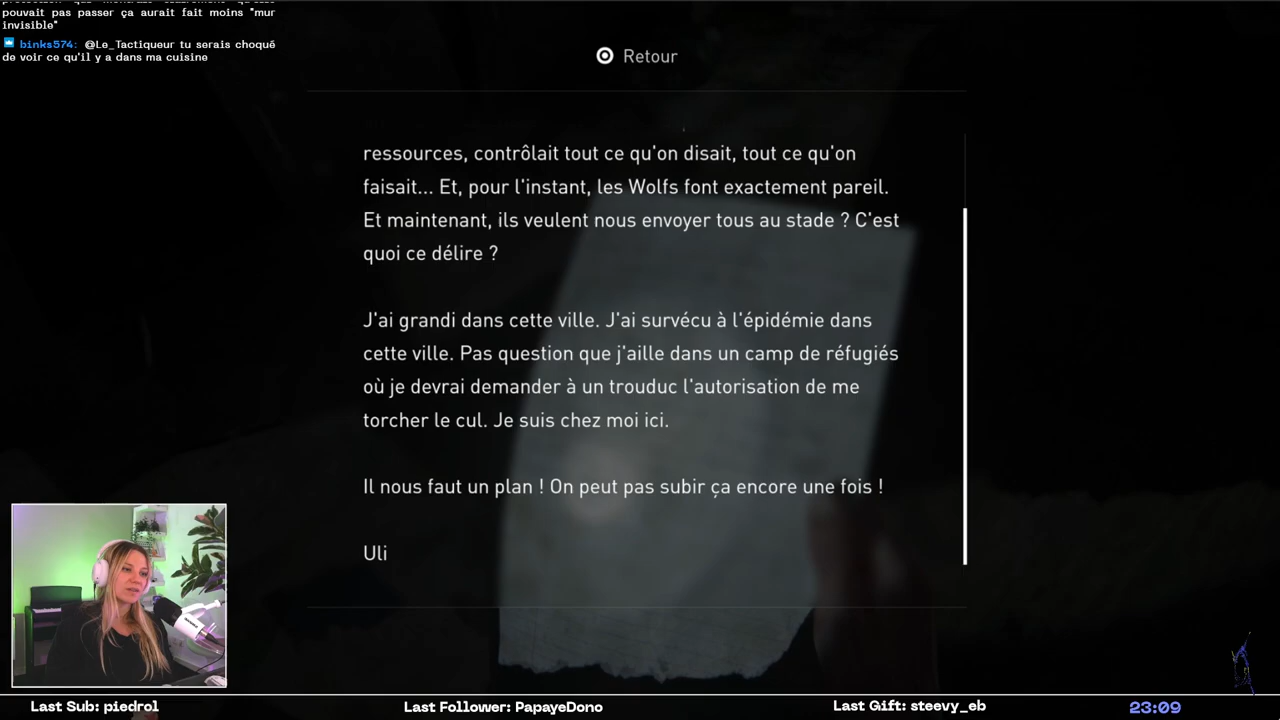 pouvait pas passer ça aurait fait moins "mur
invisible"
binks574: @Le_Tactiqueur tu serais choqué
de voir ce qu'il y a dans ma cuisine
Retour
ressources, contrôlait tout ce qu'on disait, tout ce qu'on
faisait... Et, pour l'instant, les Wolfs font exactement pareil.
Et maintenant, ils veulent nous envoyer tous au stade ? C'est
quoi ce délire ?
J'ai grandi dans cette ville. J'ai survécu à l'épidémie dans
cette ville. Pas question que j'aille dans un camp de réfugiés
où je devrai demander à un trouduc l'autorisation de me
torcher le cul. Je suis chez moi ici.
Il nous faut un plan ! On peut pas subir ça encore une fois !
Uli
Last Sub: piedrol
Last Follower: PapayeDono
Last Gift: steevy_eb
23:09